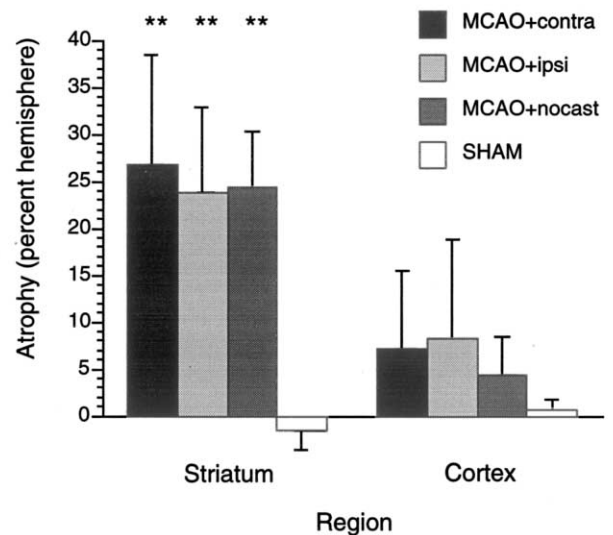 ** ** **
40
35
30
25
20
15
10
5
0
Atrophy (percent hemisphere)
MCAO+contra
MCAO+ipsi
MCAO+nocast
SHAM
Striatum Cortex
Region